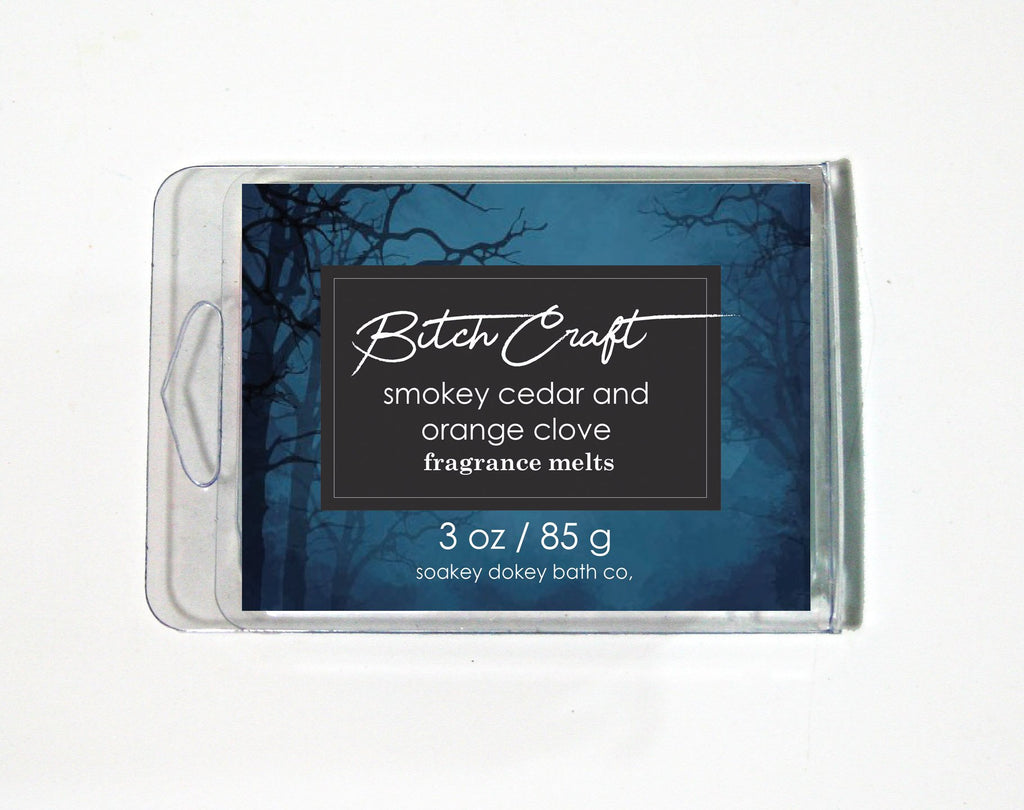 Bitch Craft
smokey cedar and
orange clove
fragrance melts
3 oz / 85 g
soakey dokey bath co,